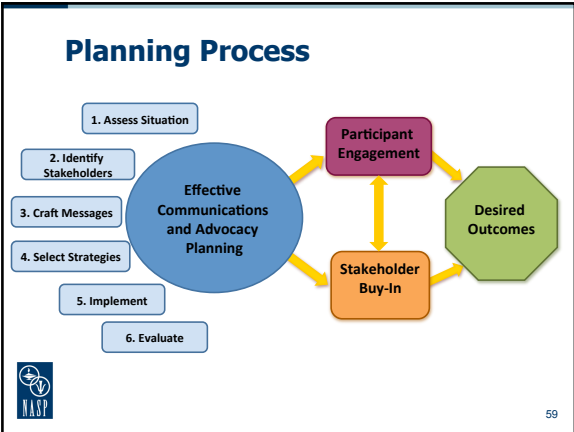 Planning Process
1. Assess Situation
2. Identify
Stakeholders
3. Craft Messages
4. Select Strategies
5. Implement
6. Evaluate
Effective
Communications
and Advocacy
Planning
Participant
Engagement
Stakeholder
Buy-In
Desired
Outcomes
NASP
59